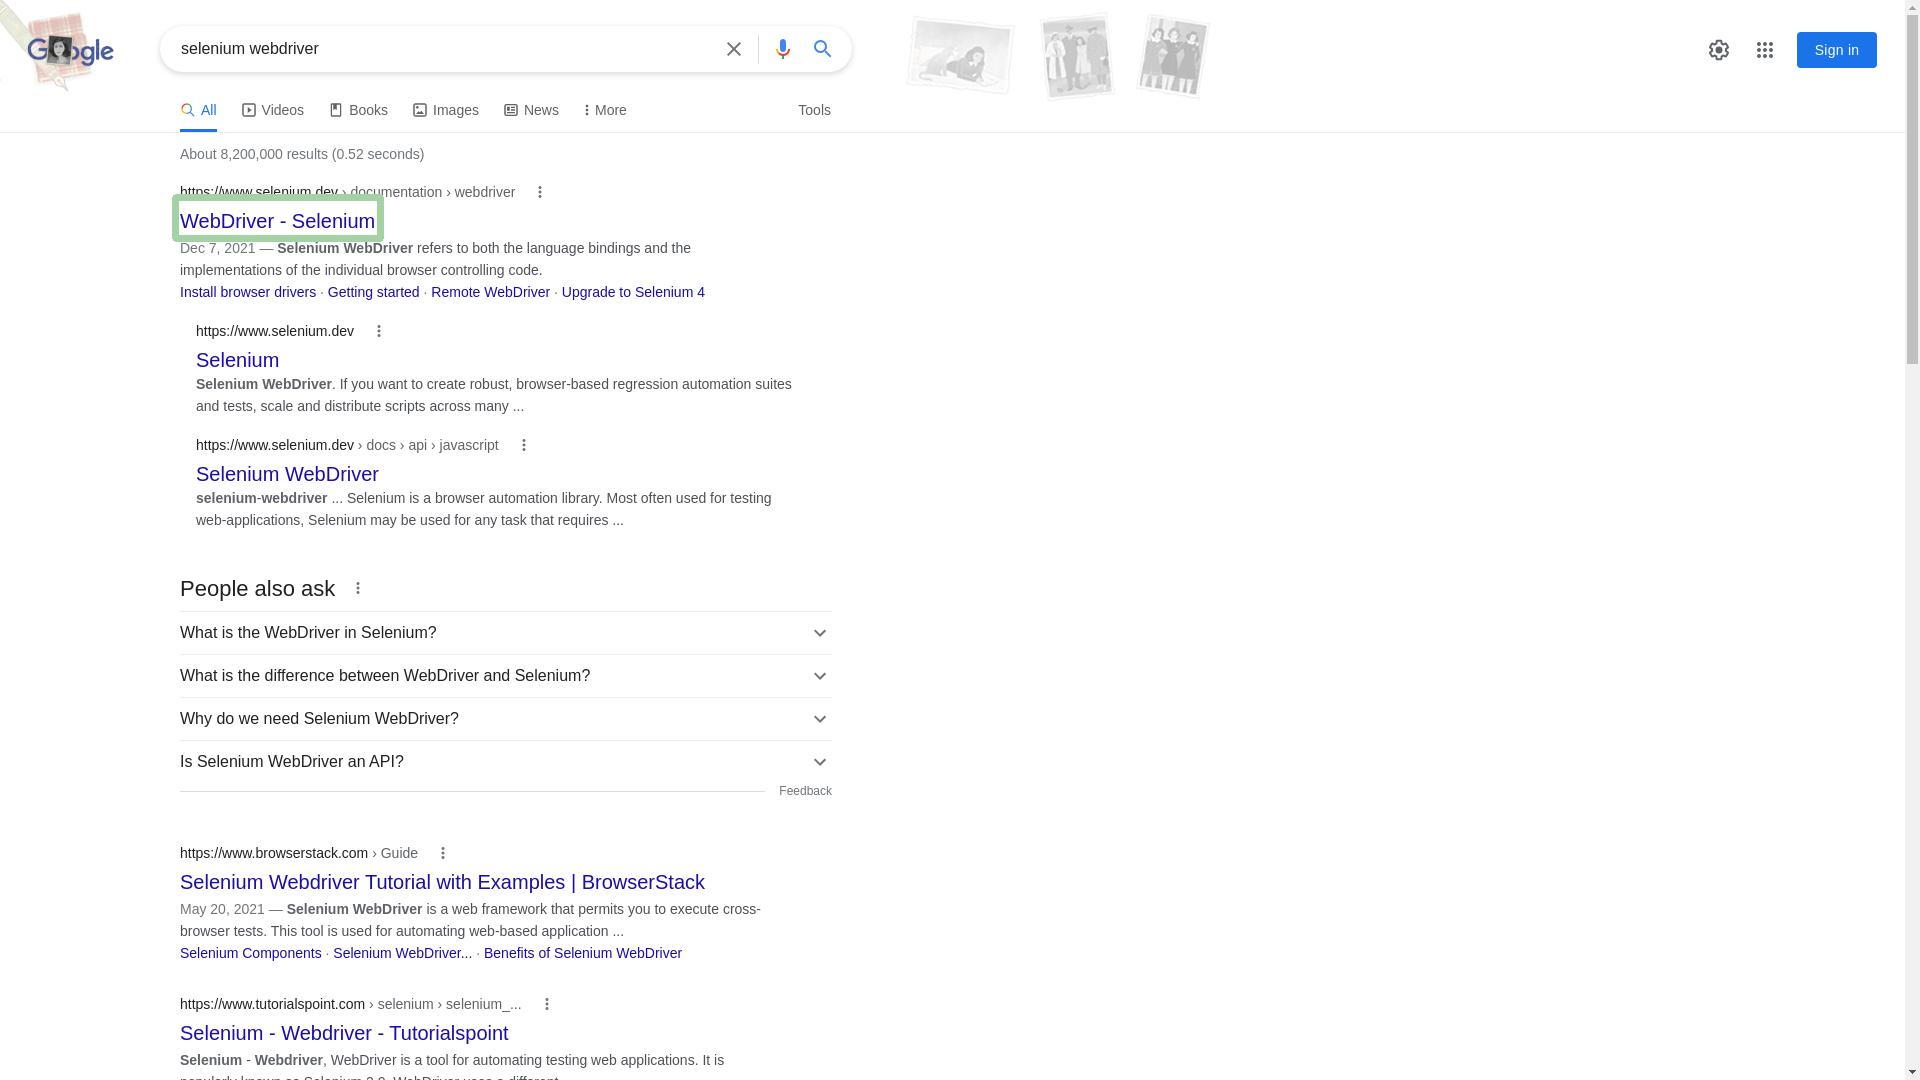 Google
selenium webdriver
Sign in
All Videos Books Images News More Tools
About 8,200,000 results (0.52 seconds)
https://www.selenium.dev › documentation › webdriver
WebDriver - Selenium
Dec 7, 2021 — Selenium WebDriver refers to both the language bindings and the
implementations of the individual browser controlling code.
Install browser drivers · Getting started · Remote WebDriver · Upgrade to Selenium 4
https://www.selenium.dev
Selenium
Selenium WebDriver. If you want to create robust, browser-based regression automation suites
and tests, scale and distribute scripts across many ...
https://www.selenium.dev › docs › api › javascript
Selenium WebDriver
selenium-webdriver ... Selenium is a browser automation library. Most often used for testing
web-applications, Selenium may be used for any task that requires ...
People also ask
What is the WebDriver in Selenium?
What is the difference between WebDriver and Selenium?
Why do we need Selenium WebDriver?
Is Selenium WebDriver an API?
Feedback
https://www.browserstack.com › Guide
Selenium Webdriver Tutorial with Examples | BrowserStack
May 20, 2021 — Selenium WebDriver is a web framework that permits you to execute cross-
browser tests. This tool is used for automating web-based application ...
Selenium Components · Selenium WebDriver... · Benefits of Selenium WebDriver
https://www.tutorialspoint.com › selenium › selenium_...
Selenium - Webdriver - Tutorialspoint
Selenium - Webdriver, WebDriver is a tool for automating testing web applications. It is
popularly known as Selenium 2.0. WebDriver uses a different